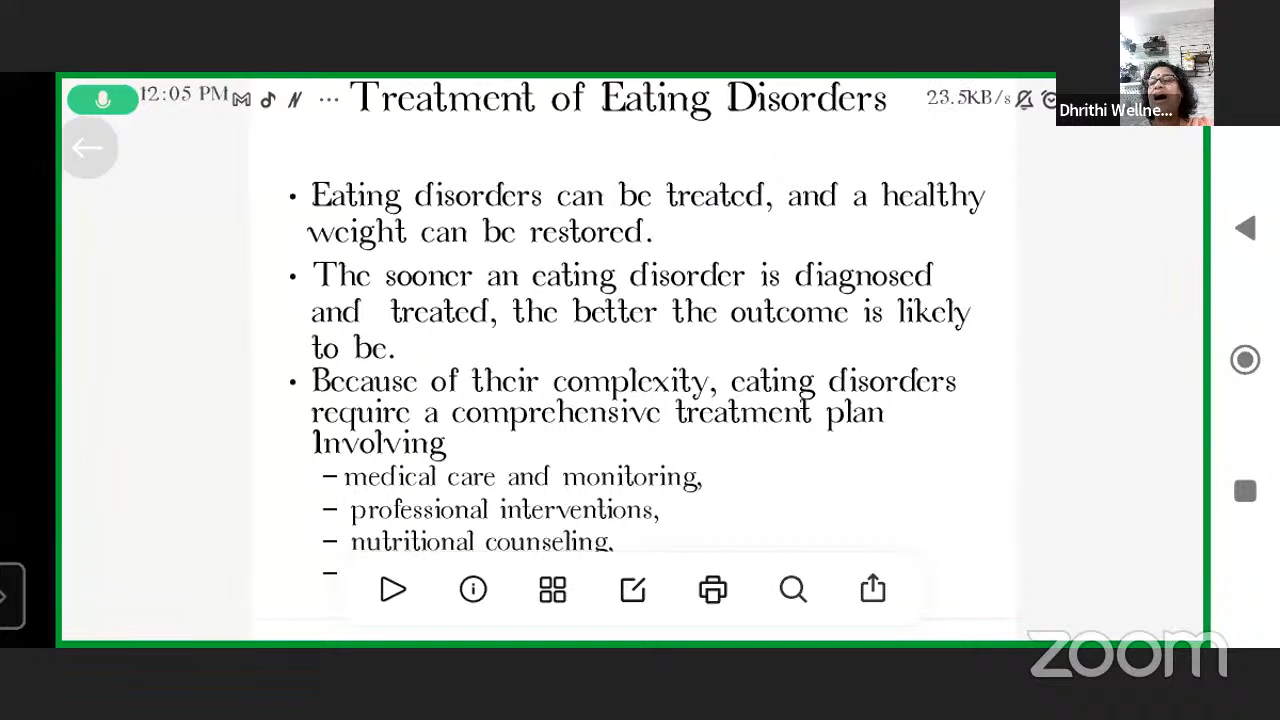 12:05 PM
Treatment of Eating Disorders
23.5KB/s
Dhrithi Wellne...
• Eating disorders can be treated, and a healthy
weight can be restored.
• The sooner an eating disorder is diagnosed
and treated, the better the outcome is likely
to be.
• Because of their complexity, eating disorders
require a comprehensive treatment plan
Involving
– medical care and monitoring,
– professional interventions,
– nutritional counseling,
–
zoom